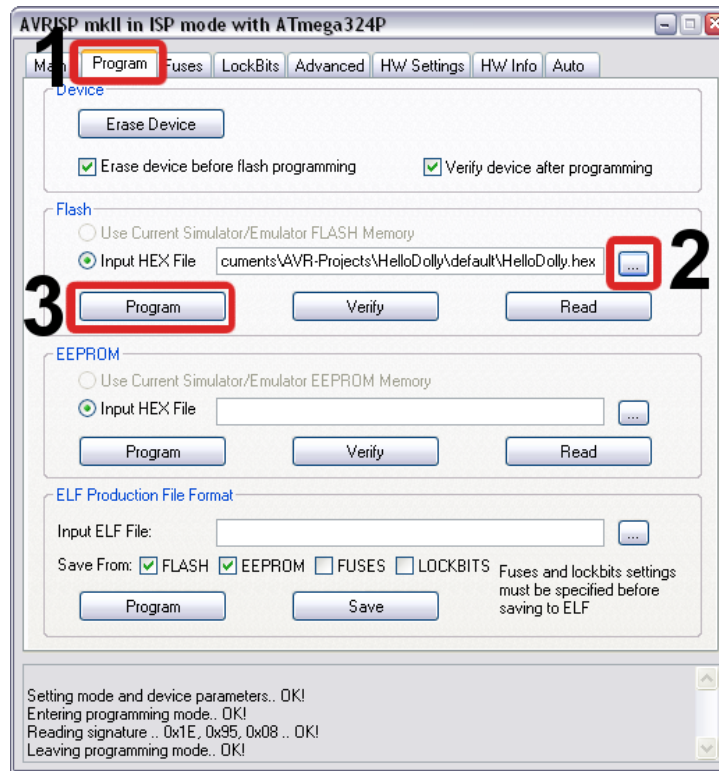 AVRISP mkII in ISP mode with ATmega324P
1
Main Program Fuses LockBits Advanced HW Settings HW Info Auto
Device
Erase Device
Erase device before flash programming Verify device after programming
Flash
Use Current Simulator/Emulator FLASH Memory
Input HEX File cuments\AVR-Projects\HelloDolly\default\HelloDolly.hex ... 2
3 Program Verify Read
EEPROM
Use Current Simulator/Emulator EEPROM Memory
Input HEX File ...
Program Verify Read
ELF Production File Format
Input ELF File: ...
Save From: FLASH EEPROM FUSES LOCKBITS Fuses and lockbits settings
must be specified before
Program Save saving to ELF
Setting mode and device parameters.. OK!
Entering programming mode.. OK!
Reading signature .. 0x1E, 0x95, 0x08 .. OK!
Leaving programming mode.. OK!